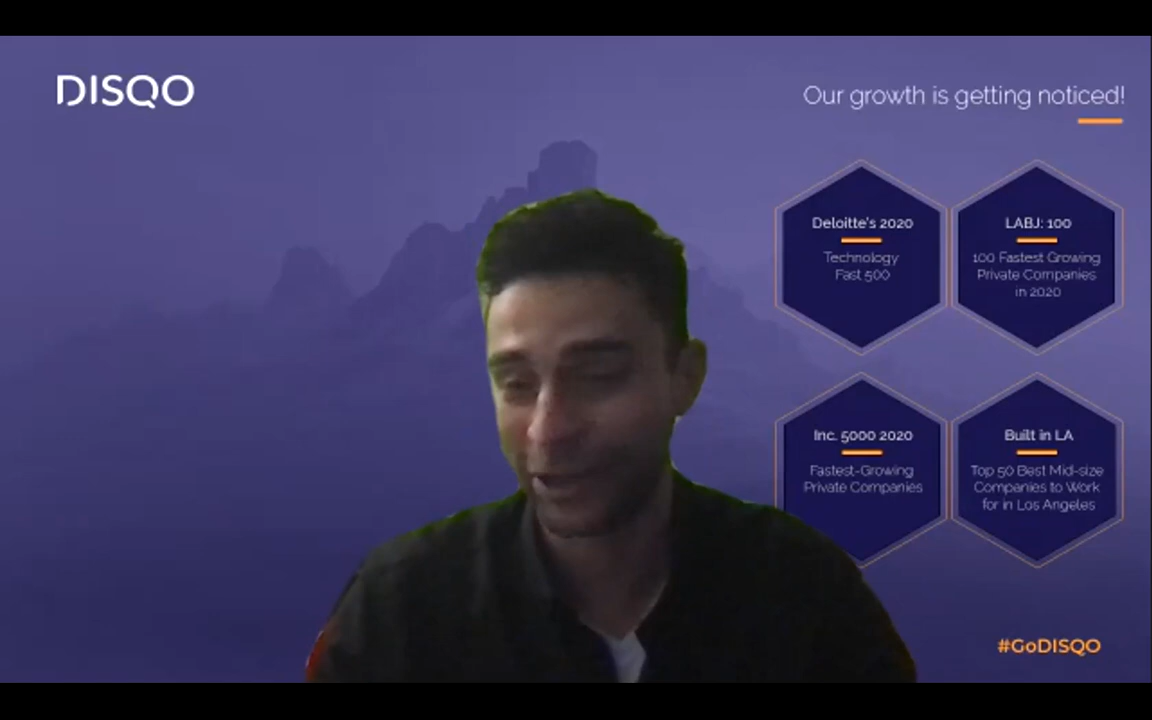 DISQO
Our growth is getting noticed!
Deloitte's 2020
Technology
Fast 500
LABJ: 100
100 Fastest Growing
Private Companies
in 2020
Inc. 5000 2020
Fastest-Growing
Private Companies
Built in LA
Top 50 Best Mid-size
Companies to Work
for in Los Angeles
#GoDISQO